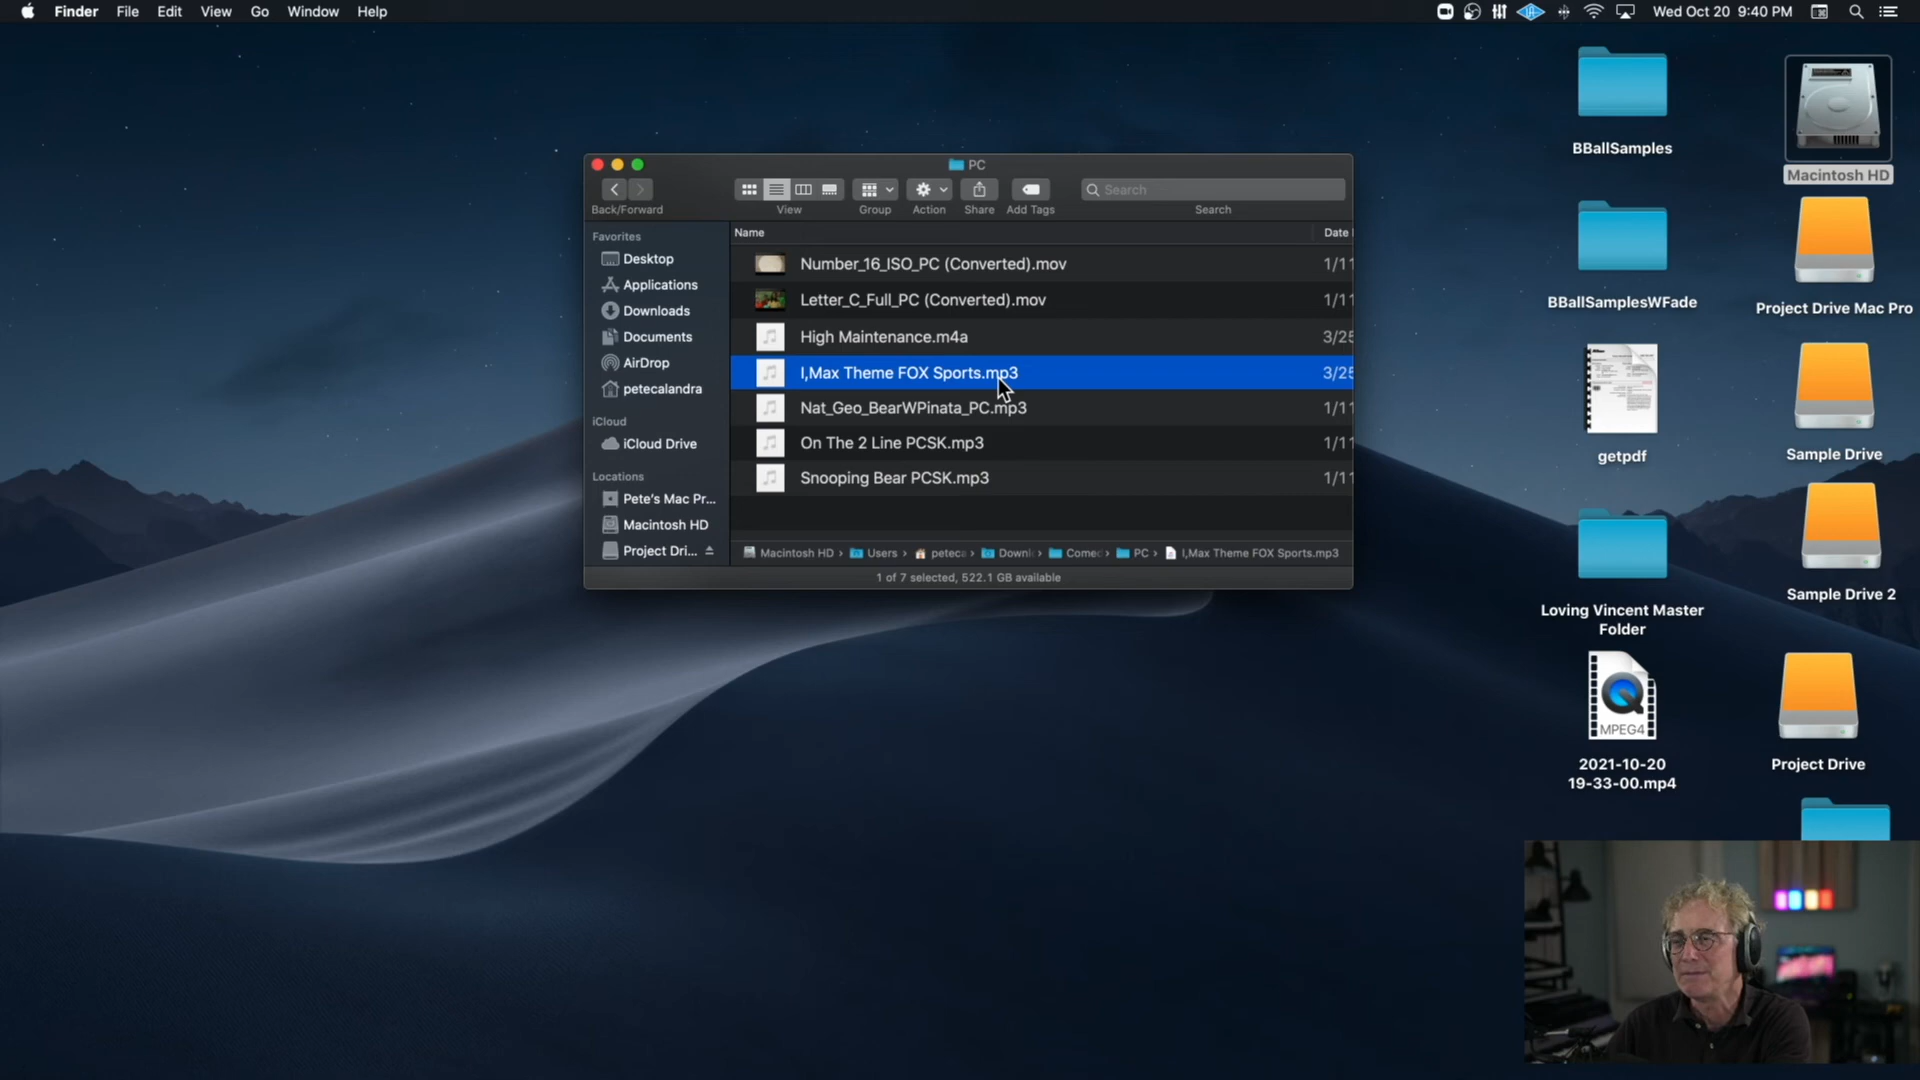 Finder File Edit View Go Window Help
Wed Oct 20 9:40 PM
PC
Search
Back/Forward View Group Action Share Add Tags Search
Favorites
Desktop
Applications
Downloads
Documents
AirDrop
petecalandra
iCloud
iCloud Drive
Locations
Pete's Mac Pr...
Macintosh HD
Project Dri...
Name Date
Number_16_ISO_PC (Converted).mov 1/11
Letter_C_Full_PC (Converted).mov 1/11
High Maintenance.m4a 3/25
I,Max Theme FOX Sports.mp3 3/25
Nat_Geo_BearWPinata_PC.mp3 1/11
On The 2 Line PCSK.mp3 1/11
Snooping Bear PCSK.mp3 1/11
Macintosh HD › Users › peteca › Downl › Comed › PC › I,Max Theme FOX Sports.mp3
1 of 7 selected, 522.1 GB available
BBallSamples
Macintosh HD
BBallSamplesWFade
Project Drive Mac Pro
getpdf
Sample Drive
Loving Vincent Master
Folder
Sample Drive 2
MPEG4
2021-10-20
19-33-00.mp4
Project Drive